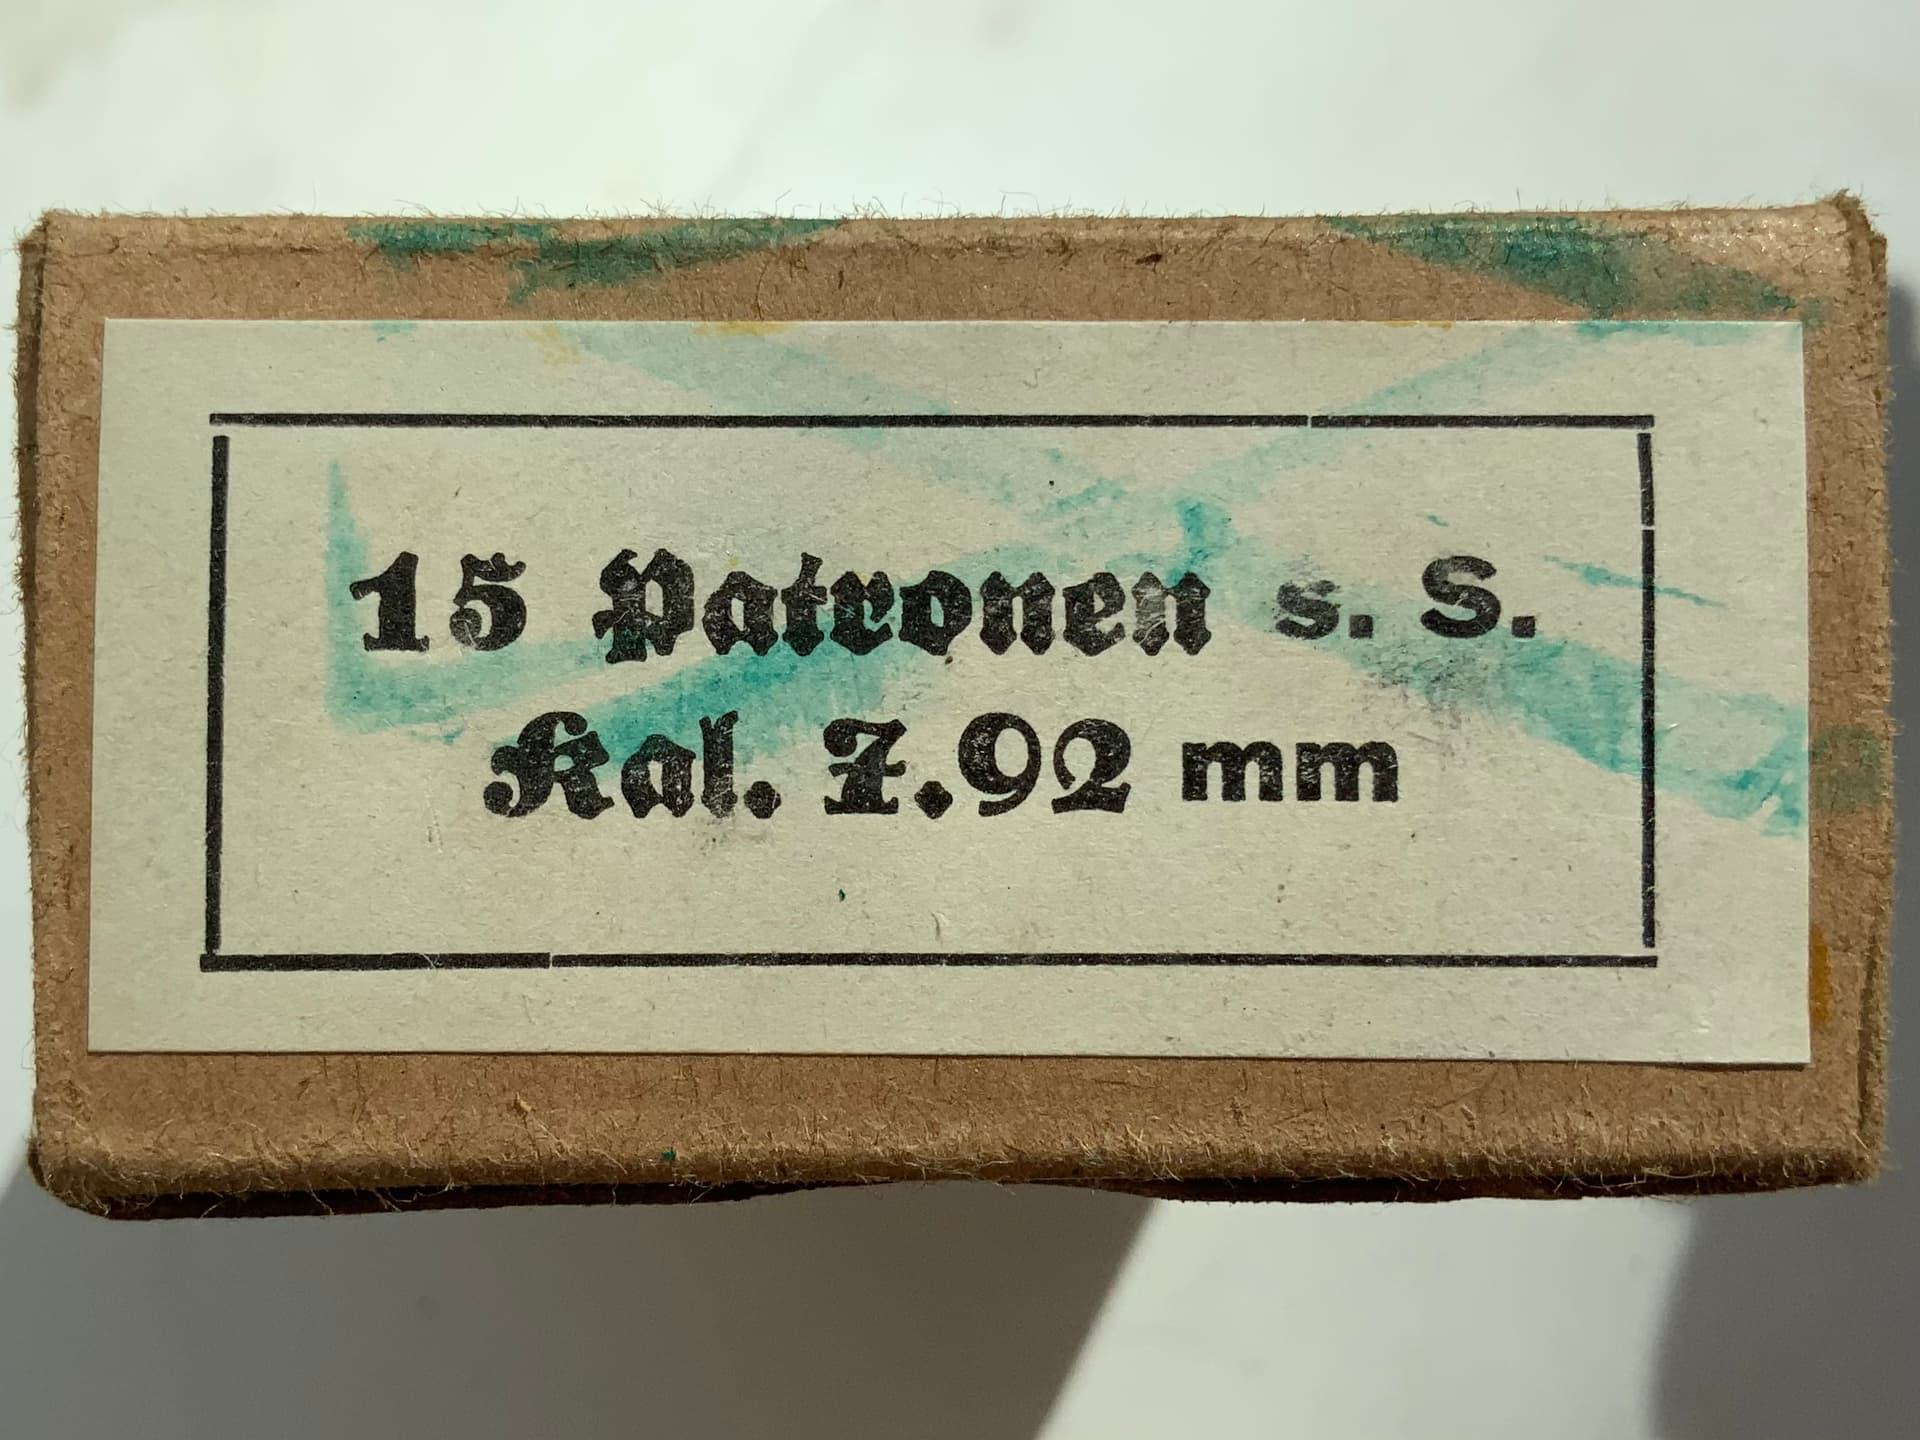 15 Patronen s. S.
Kal. 7.92 mm